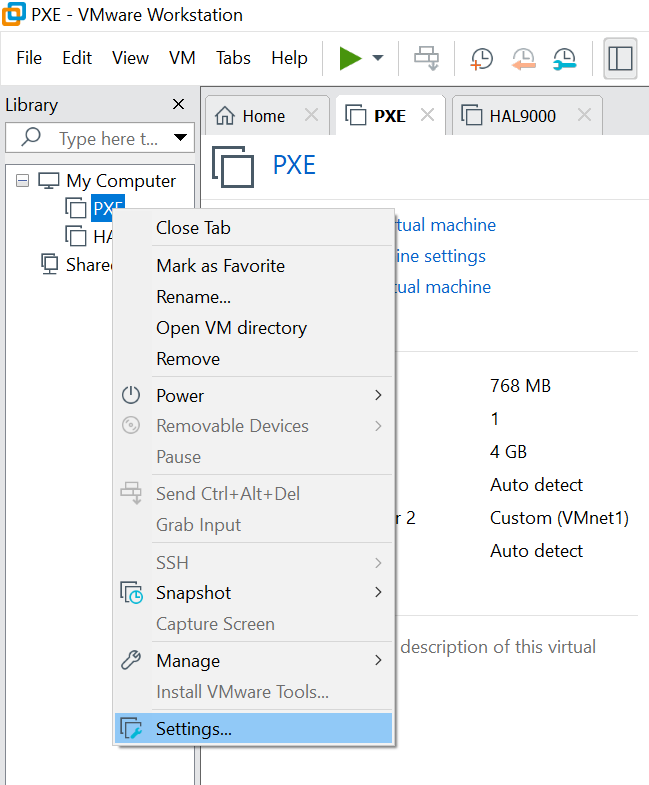 PXE - VMware Workstation
File Edit View VM Tabs Help
Library
Type here t...
Home
PXE
HAL9000
PXE
My Computer
PXE
HA
Shared
Close Tab
Mark as Favorite
Rename...
Open VM directory
Remove
Power
Removable Devices
Pause
Send Ctrl+Alt+Del
Grab Input
SSH
Snapshot
Capture Screen
Manage
Install VMware Tools...
Settings...
tual machine
ine settings
tual machine
768 MB
1
4 GB
Auto detect
r 2 Custom (VMnet1)
Auto detect
description of this virtual